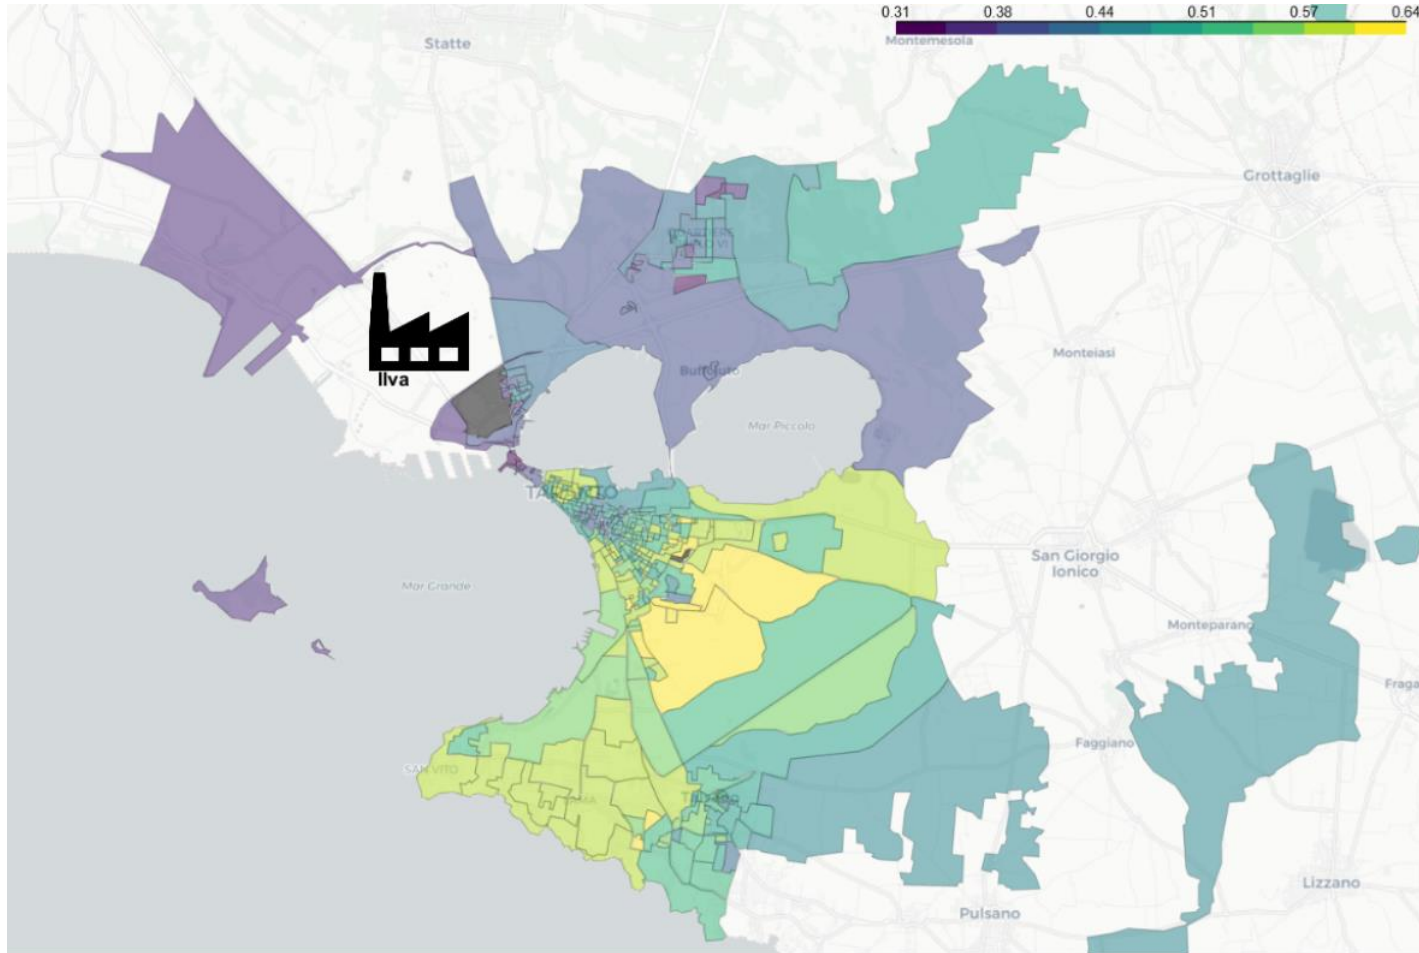 0.31 0.38 0.44 0.51 0.57 0.64
Montemesola
Statte
Grottaglie
Monteiasi
Ilva
Mar Piccolo
San Giorgio
Ionico
Mar Grande
Monteparano
Fraga
Faggiano
SAN VITO
Lizzano
Pulsano